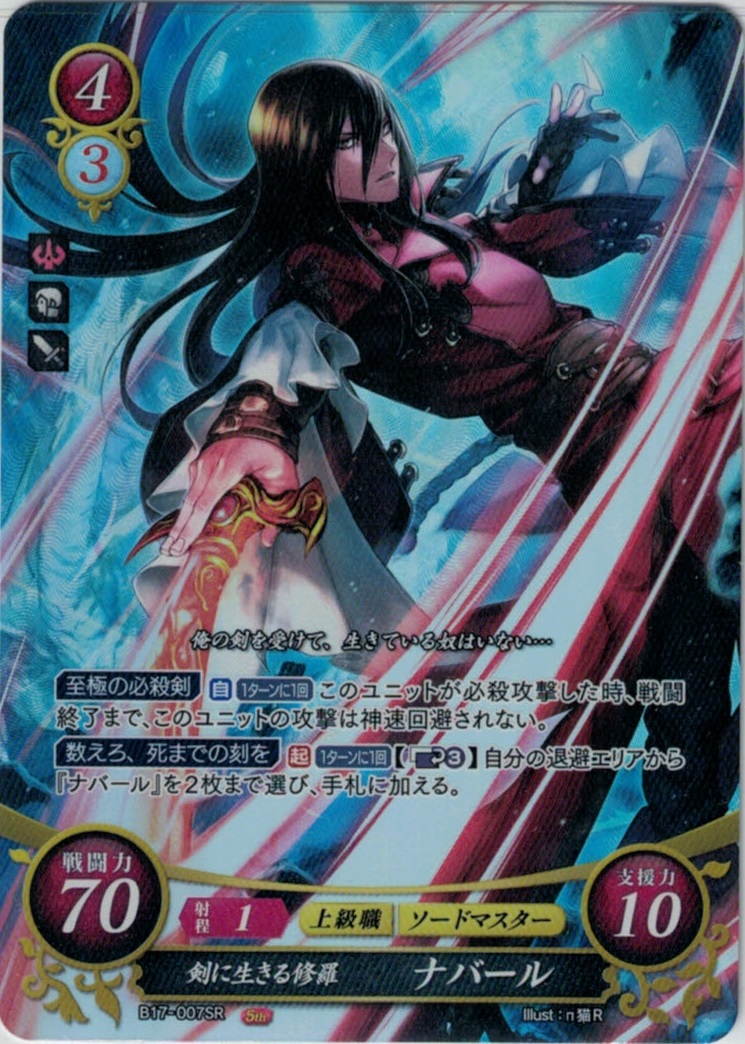 4
3
俺の剣を受けて、生きている奴はいない…
至極の必殺剣 自 1ターンに1回 このユニットが必殺攻撃した時、戦闘
終了まで、このユニットの攻撃は神速回避されない。
数えろ、死までの刻を 起 1ターンに1回 【3】自分の退避エリアから
『ナバール』を2枚まで選び、手札に加える。
戦闘力
70
射程 1 上級職 ソードマスター
支援力
10
剣に生きる修羅 ナバール
B17-007SR 5th Illust:n猫R